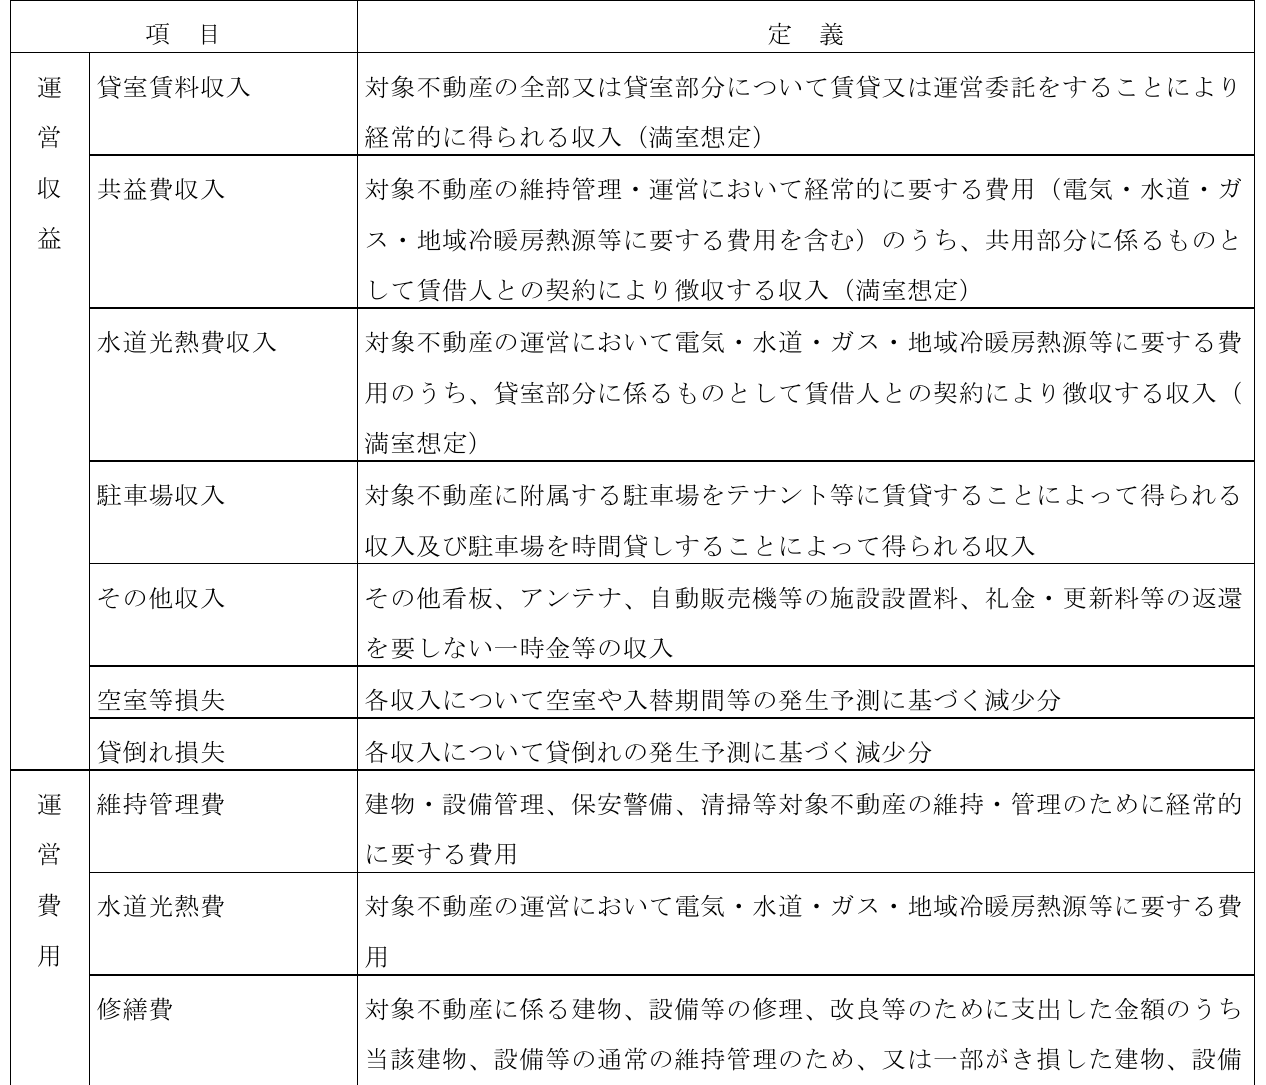 項　目
定　義
運営収益
貸室賃料収入
対象不動産の全部又は貸室部分について賃貸又は運営委託をすることにより
経常的に得られる収入（満室想定）
共益費収入
対象不動産の維持管理・運営において経常的に要する費用（電気・水道・ガ
ス・地域冷暖房熱源等に要する費用を含む）のうち、共用部分に係るものと
して賃借人との契約により徴収する収入（満室想定）
水道光熱費収入
対象不動産の運営において電気・水道・ガス・地域冷暖房熱源等に要する費
用のうち、貸室部分に係るものとして賃借人との契約により徴収する収入（
満室想定）
駐車場収入
対象不動産に附属する駐車場をテナント等に賃貸することによって得られる
収入及び駐車場を時間貸しすることによって得られる収入
その他収入
その他看板、アンテナ、自動販売機等の施設設置料、礼金・更新料等の返還
を要しない一時金等の収入
空室等損失
各収入について空室や入替期間等の発生予測に基づく減少分
貸倒れ損失
各収入について貸倒れの発生予測に基づく減少分
運営費用
維持管理費
建物・設備管理、保安警備、清掃等対象不動産の維持・管理のために経常的
に要する費用
水道光熱費
対象不動産の運営において電気・水道・ガス・地域冷暖房熱源等に要する費
用
修繕費
対象不動産に係る建物、設備等の修理、改良等のために支出した金額のうち
当該建物、設備等の通常の維持管理のため、又は一部がき損した建物、設備